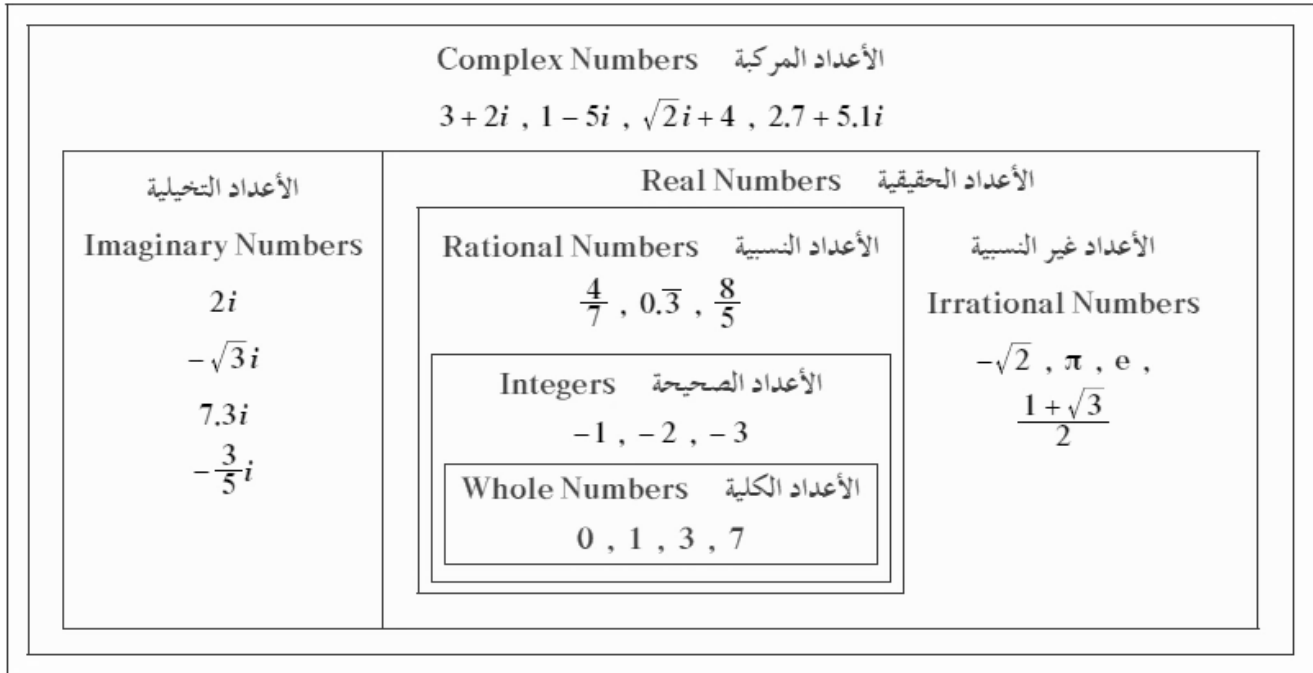 Complex Numbers الأعداد المركبة
3 + 2i , 1 − 5i , √2i + 4 , 2.7 + 5.1i
الأعداد التخيلية
Imaginary Numbers
2i
−√3i
7.3i
−3/5i
Real Numbers الأعداد الحقيقية
Rational Numbers الأعداد النسبية
4/7 , 0.3̅ , 8/5
Integers الأعداد الصحيحة
−1 , −2 , −3
Whole Numbers الأعداد الكلية
0 , 1 , 3 , 7
الأعداد غير النسبية
Irrational Numbers
−√2 , π , e ,
(1 + √3)/2